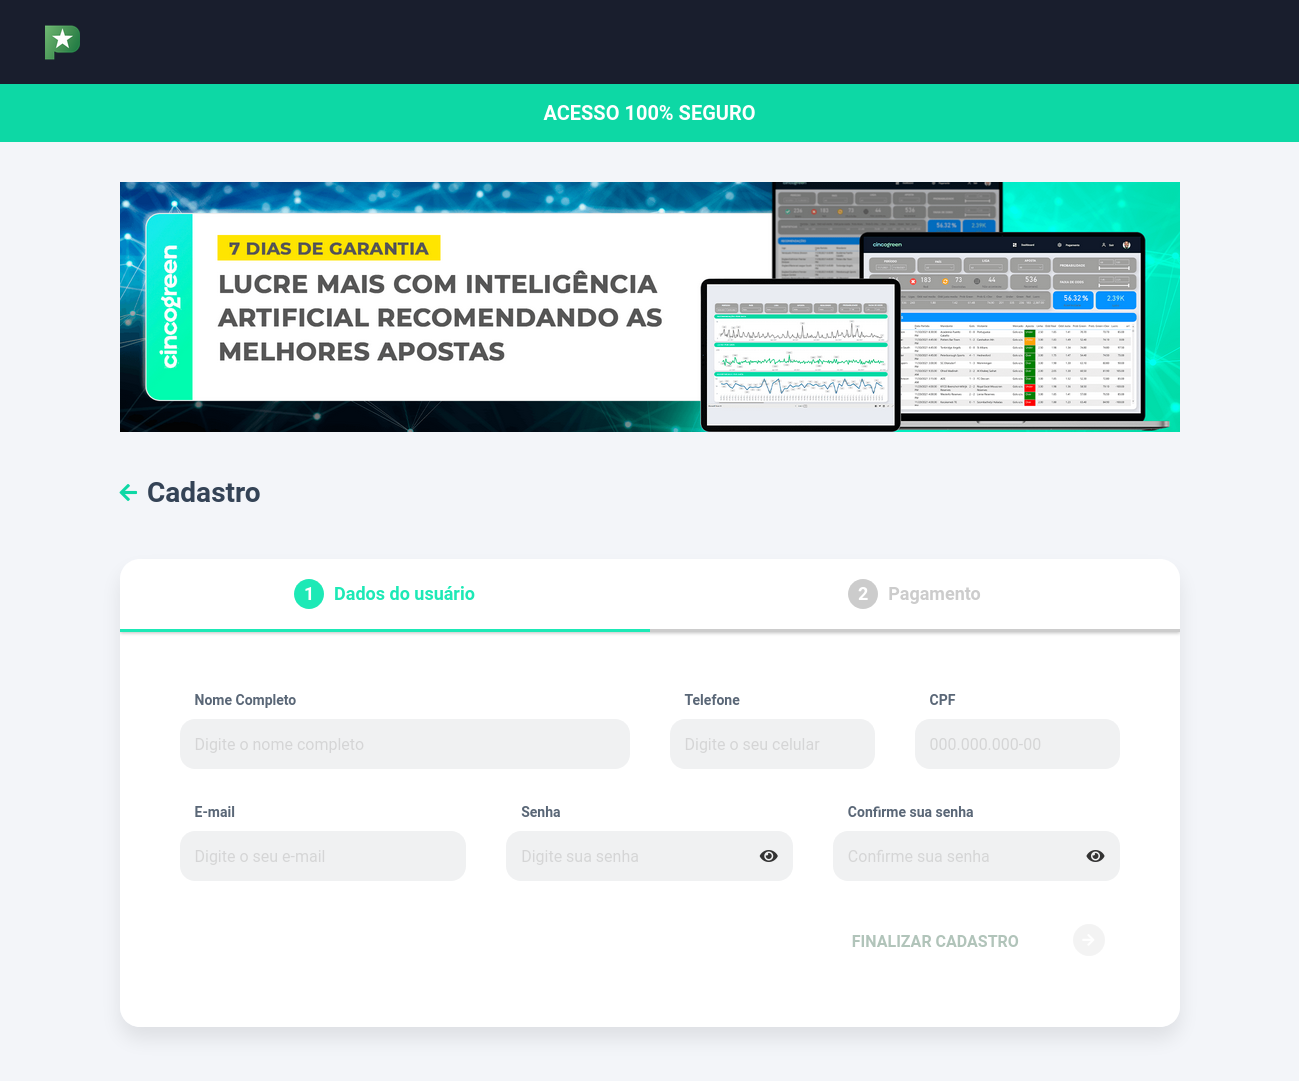 ACESSO 100% SEGURO
cincogreen
7 DIAS DE GARANTIA
LUCRE MAIS COM INTELIGÊNCIA
ARTIFICIAL RECOMENDANDO AS
MELHORES APOSTAS
cincogreen
183
73
536
56.32 %
2.39K
Cadastro
1 Dados do usuário
2 Pagamento
Nome Completo
Telefone
CPF
Digite o nome completo
Digite o seu celular
000.000.000-00
E-mail
Senha
Confirme sua senha
Digite o seu e-mail
Digite sua senha
Confirme sua senha
FINALIZAR CADASTRO